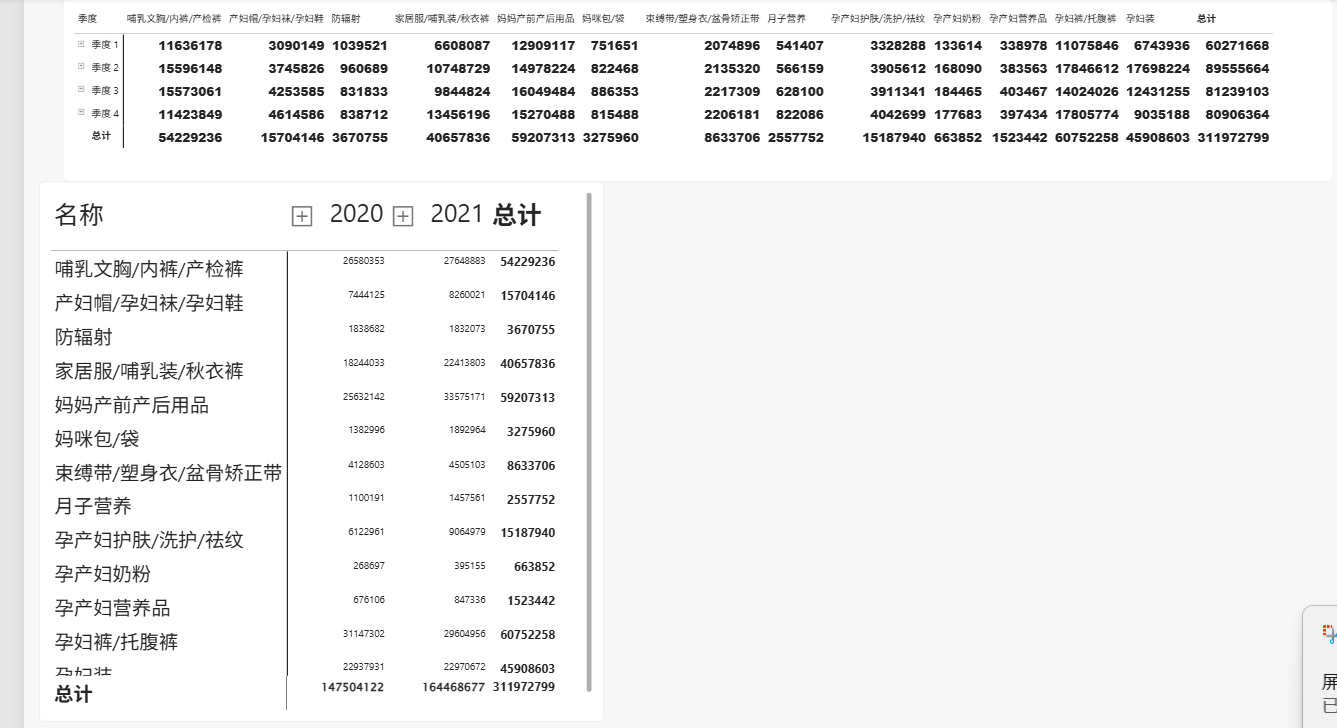 季度 哺乳文胸/内裤/产检裤 产妇帽/孕妇袜/孕妇鞋 防辐射 家居服/哺乳装/秋衣裤 妈妈产前产后用品 妈咪包/袋 束缚带/塑身衣/盆骨矫正带 月子营养 孕产妇护肤/洗护/祛纹 孕产妇奶粉 孕产妇营养品 孕妇裤/托腹裤 孕妇装 总计
季度 1 11636178 3090149 1039521 6608087 12909117 751651 2074896 541407 3328288 133614 338978 11075846 6743936 60271668
季度 2 15596148 3745826 960689 10748729 14978224 822468 2135320 566159 3905612 168090 383563 17846612 17698224 89555664
季度 3 15573061 4253585 831833 9844824 16049484 886353 2217309 628100 3911341 184465 403467 14024026 12431255 81239103
季度 4 11423849 4614586 838712 13456196 15270488 815488 2206181 822086 4042699 177683 397434 17805774 9035188 80906364
总计 54229236 15704146 3670755 40657836 59207313 3275960 8633706 2557752 15187940 663852 1523442 60752258 45908603 311972799
名称 2020 2021 总计
哺乳文胸/内裤/产检裤 26580353 27648883 54229236
产妇帽/孕妇袜/孕妇鞋 7444125 8260021 15704146
防辐射 1838682 1832073 3670755
家居服/哺乳装/秋衣裤 18244033 22413803 40657836
妈妈产前产后用品 25632142 33575171 59207313
妈咪包/袋 1382996 1892964 3275960
束缚带/塑身衣/盆骨矫正带 4128603 4505103 8633706
月子营养 1100191 1457561 2557752
孕产妇护肤/洗护/祛纹 6122961 9064979 15187940
孕产妇奶粉 268697 395155 663852
孕产妇营养品 676106 847336 1523442
孕妇裤/托腹裤 31147302 29604956 60752258
孕妇装 22937931 22970672 45908603
总计 147504122 164468677 311972799
屏
已